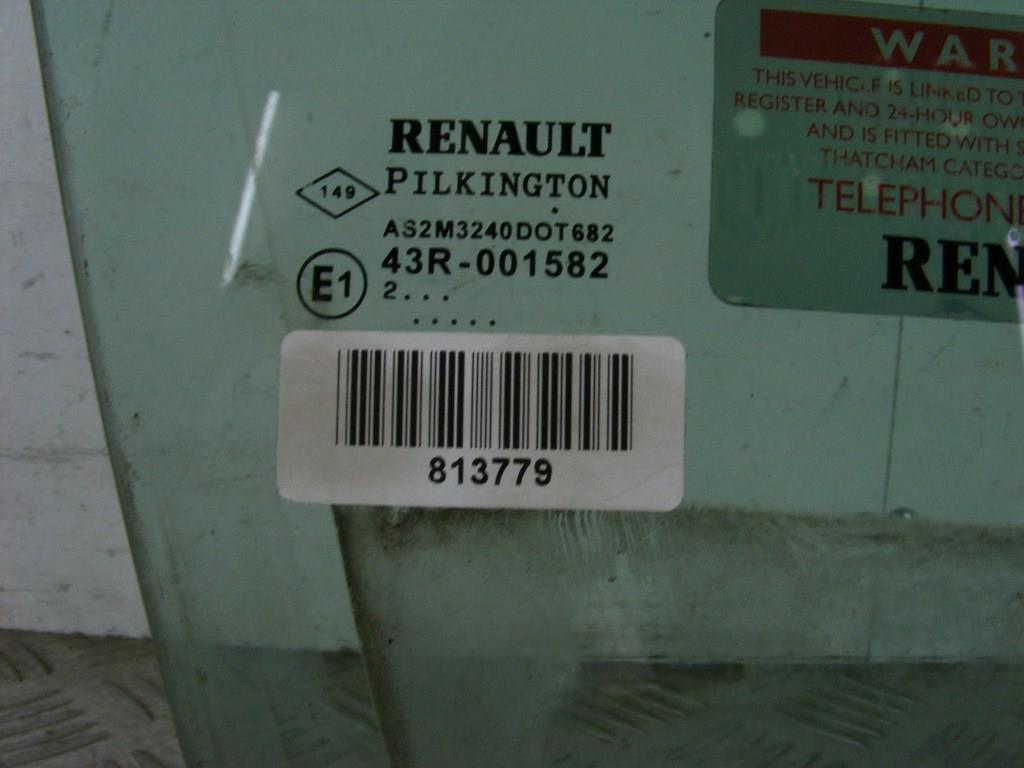 RENAULT
149
PILKINGTON
AS2M3240DOT682
E1
43R-001582
2...
.....
813779
WAR
THIS VEHICLE IS LINKED TO
REGISTER AND 24-HOUR OWN
AND IS FITTED WITH S
THATCHAM CATEGO
TELEPHONE
REN